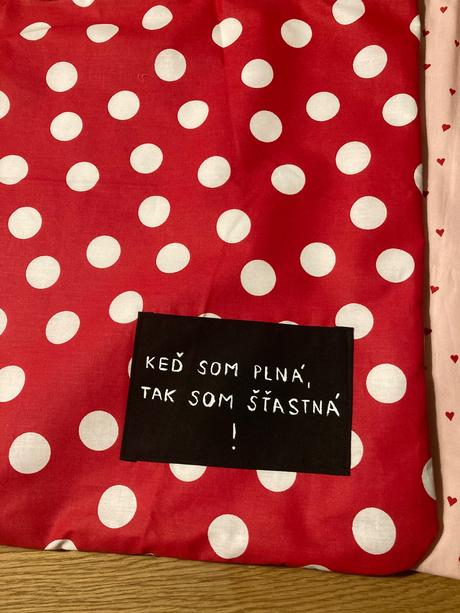 KEĎ SOM PLNÁ,
TAK SOM ŠŤASTNÁ
!